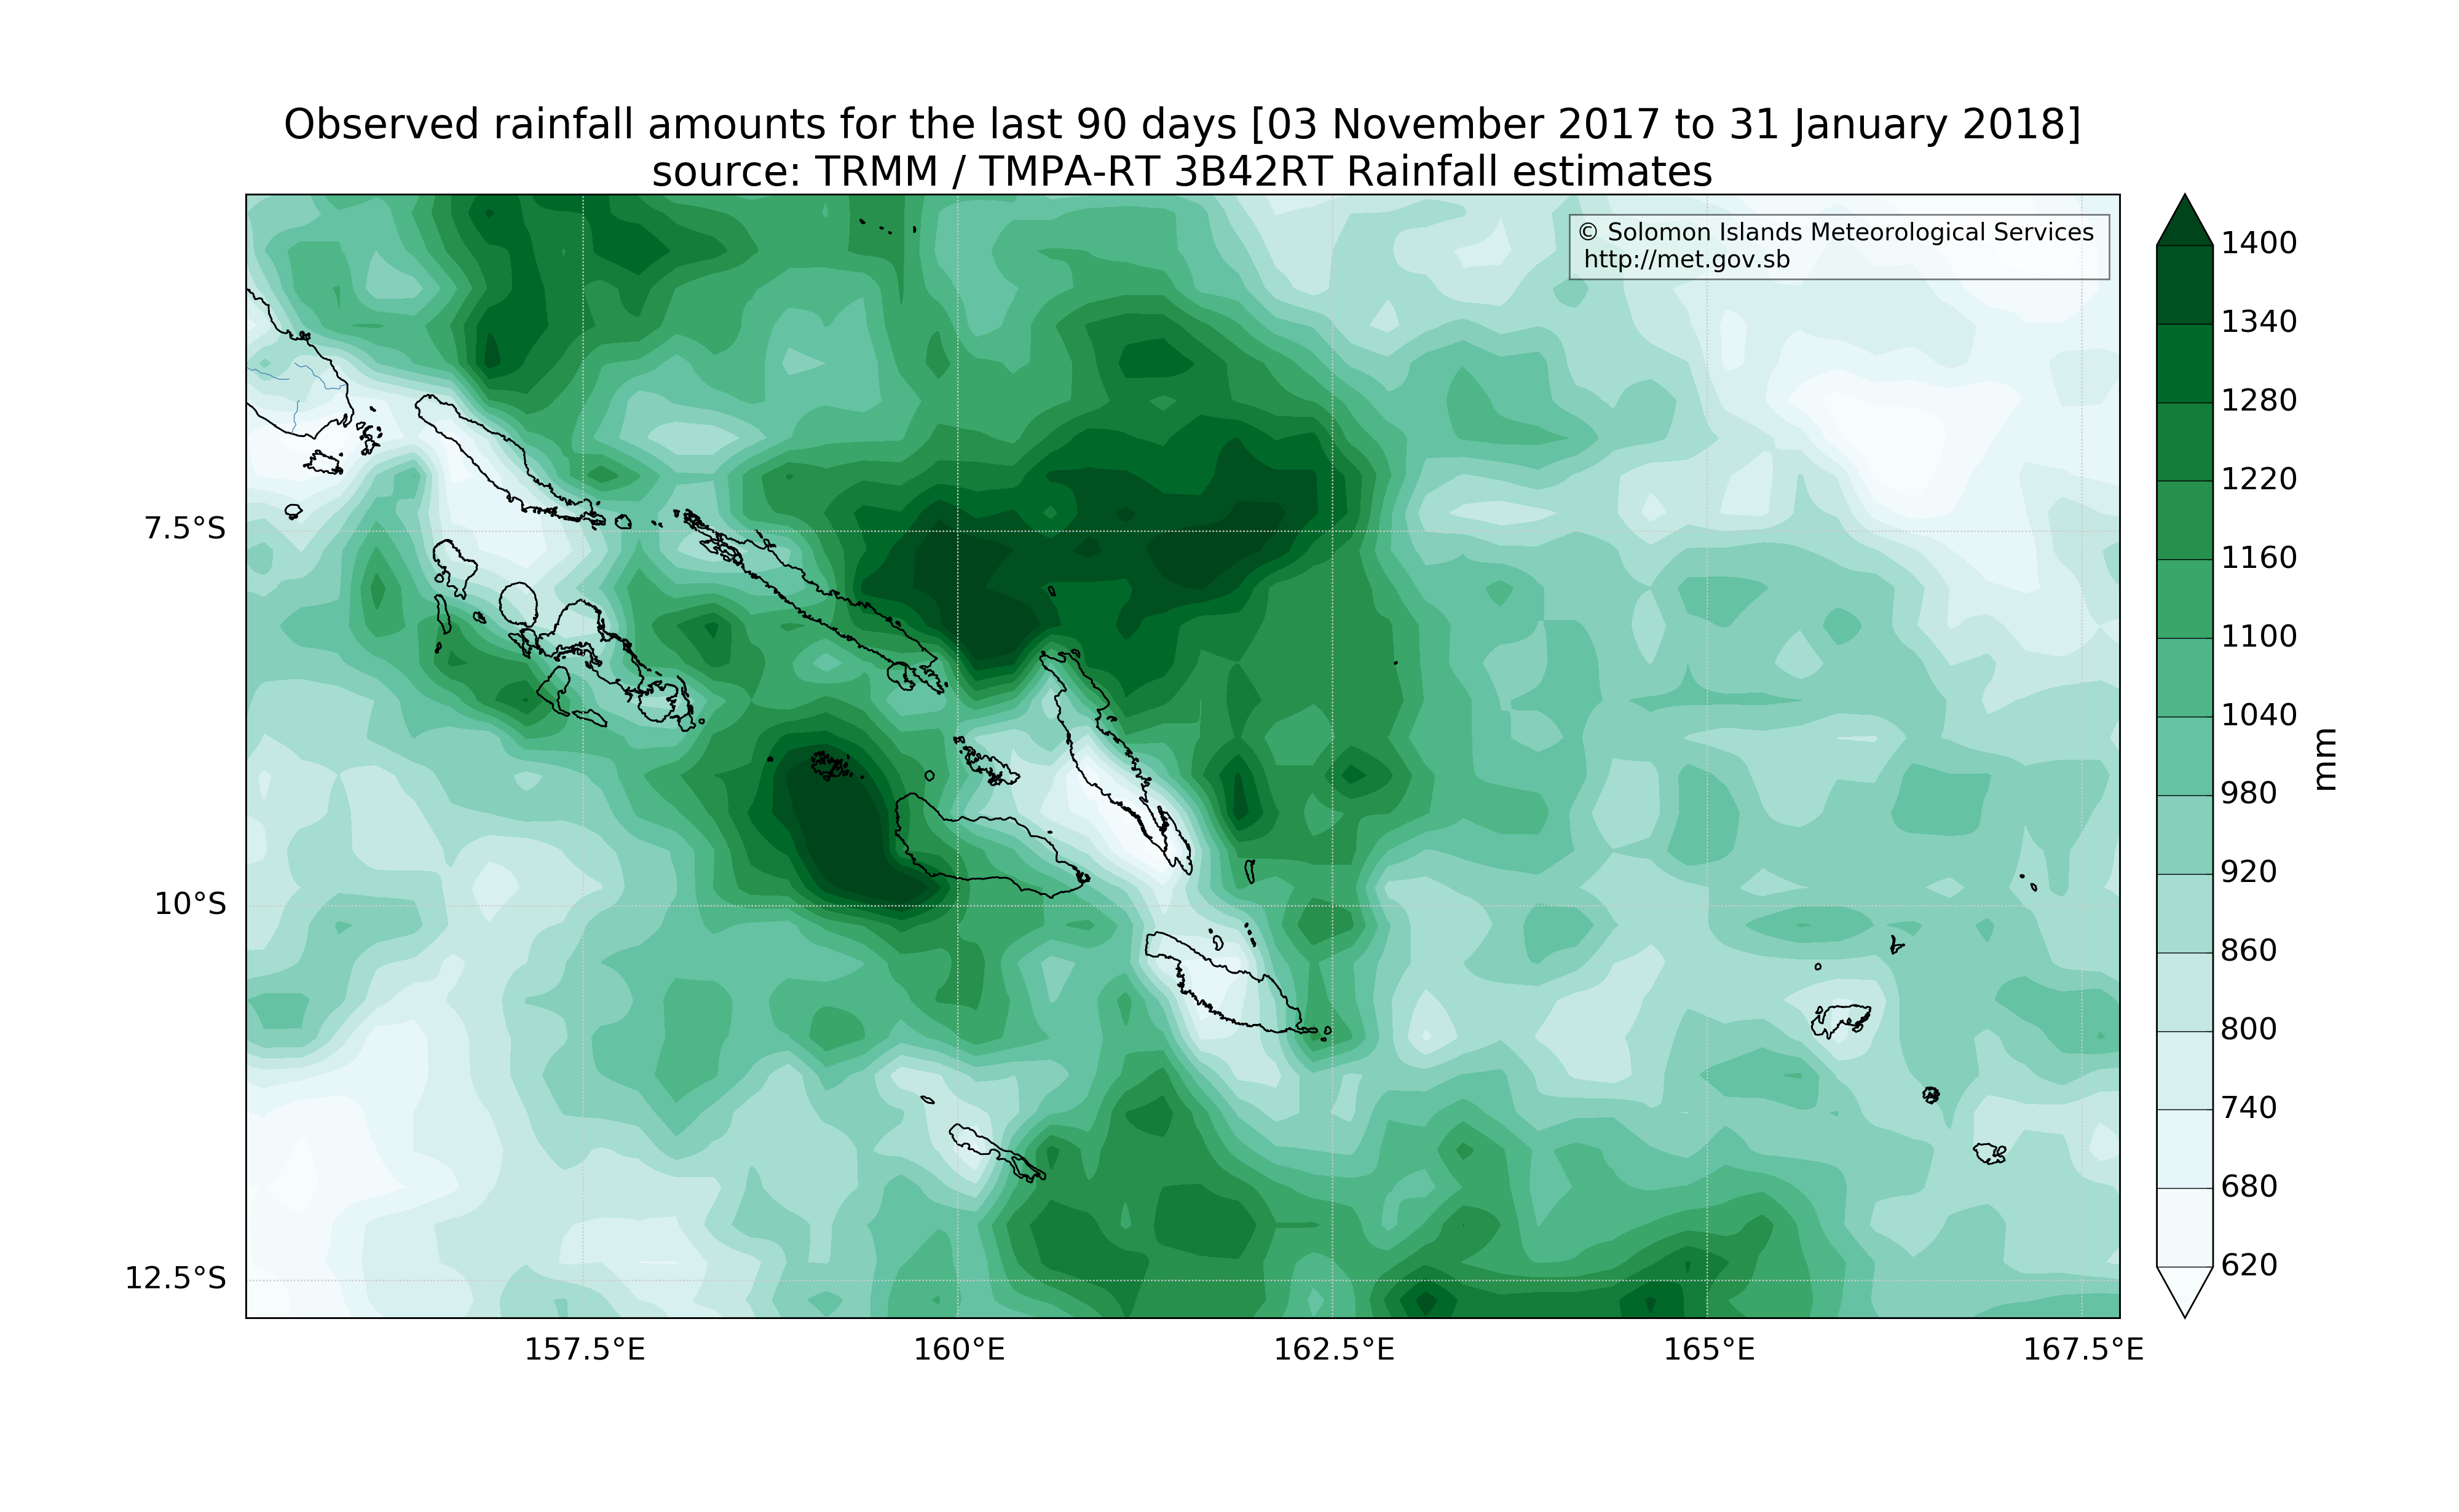 Observed rainfall amounts for the last 90 days [03 November 2017 to 31 January 2018]
source: TRMM / TMPA-RT 3B42RT Rainfall estimates
© Solomon Islands Meteorological Services
http://met.gov.sb
7.5°S
10°S
12.5°S
157.5°E
160°E
162.5°E
165°E
167.5°E
1400
1340
1280
1220
1160
1100
1040
980
920
860
800
740
680
620
mm